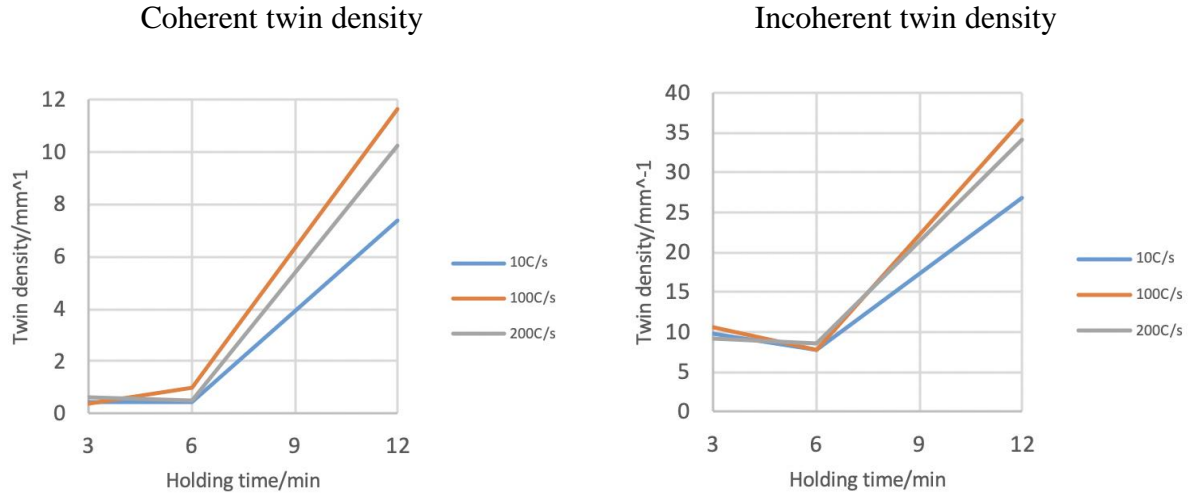 Coherent twin density
Twin density/mm^1
12
10
8
6
4
2
0
3 6 9 12
Holding time/min
10C/s
100C/s
200C/s
Incoherent twin density
Twin density/mm^-1
40
35
30
25
20
15
10
5
0
3 6 9 12
Holding time/min
10C/s
100C/s
200C/s